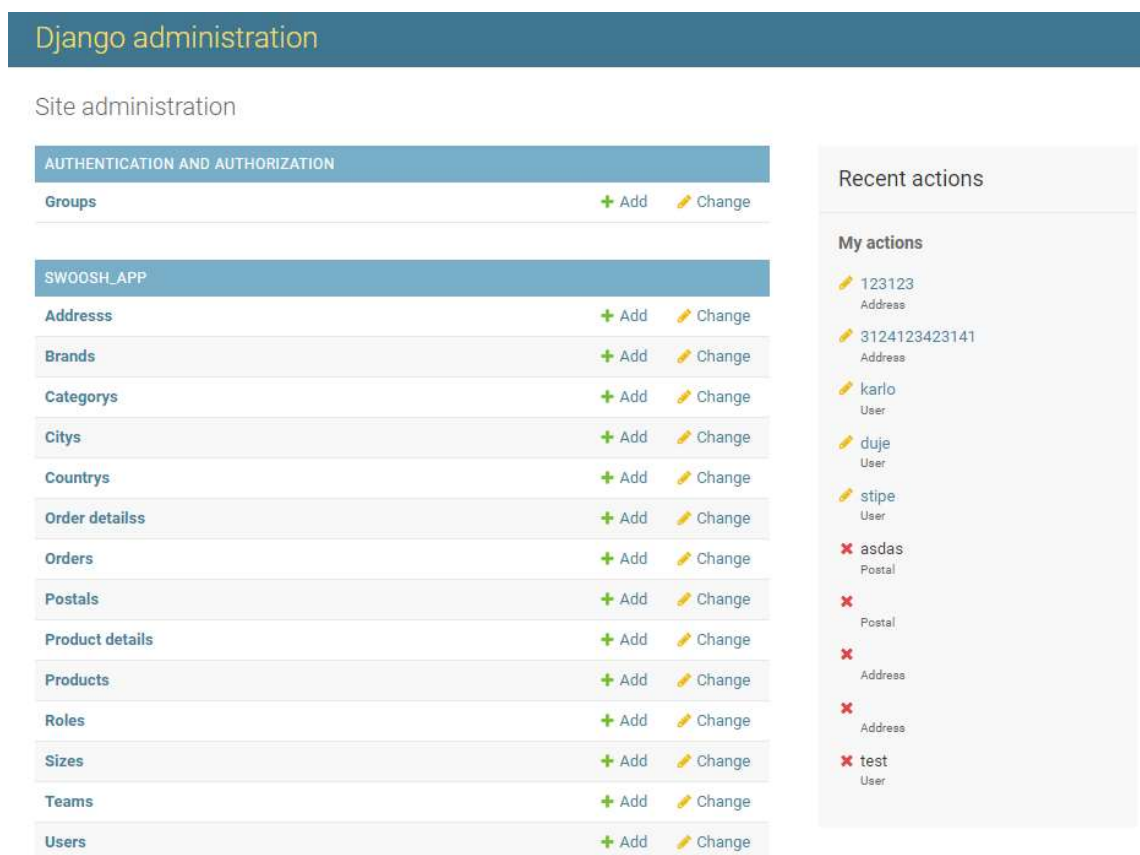 Django administration
Site administration
AUTHENTICATION AND AUTHORIZATION
Groups Add Change
SWOOSH_APP
Addresss Add Change
Brands Add Change
Categorys Add Change
Citys Add Change
Countrys Add Change
Order detailss Add Change
Orders Add Change
Postals Add Change
Product details Add Change
Products Add Change
Roles Add Change
Sizes Add Change
Teams Add Change
Users Add Change
Recent actions
My actions
123123
Address
3124123423141
Address
karlo
User
duje
User
stipe
User
asdas
Postal
Postal
Address
Address
test
User